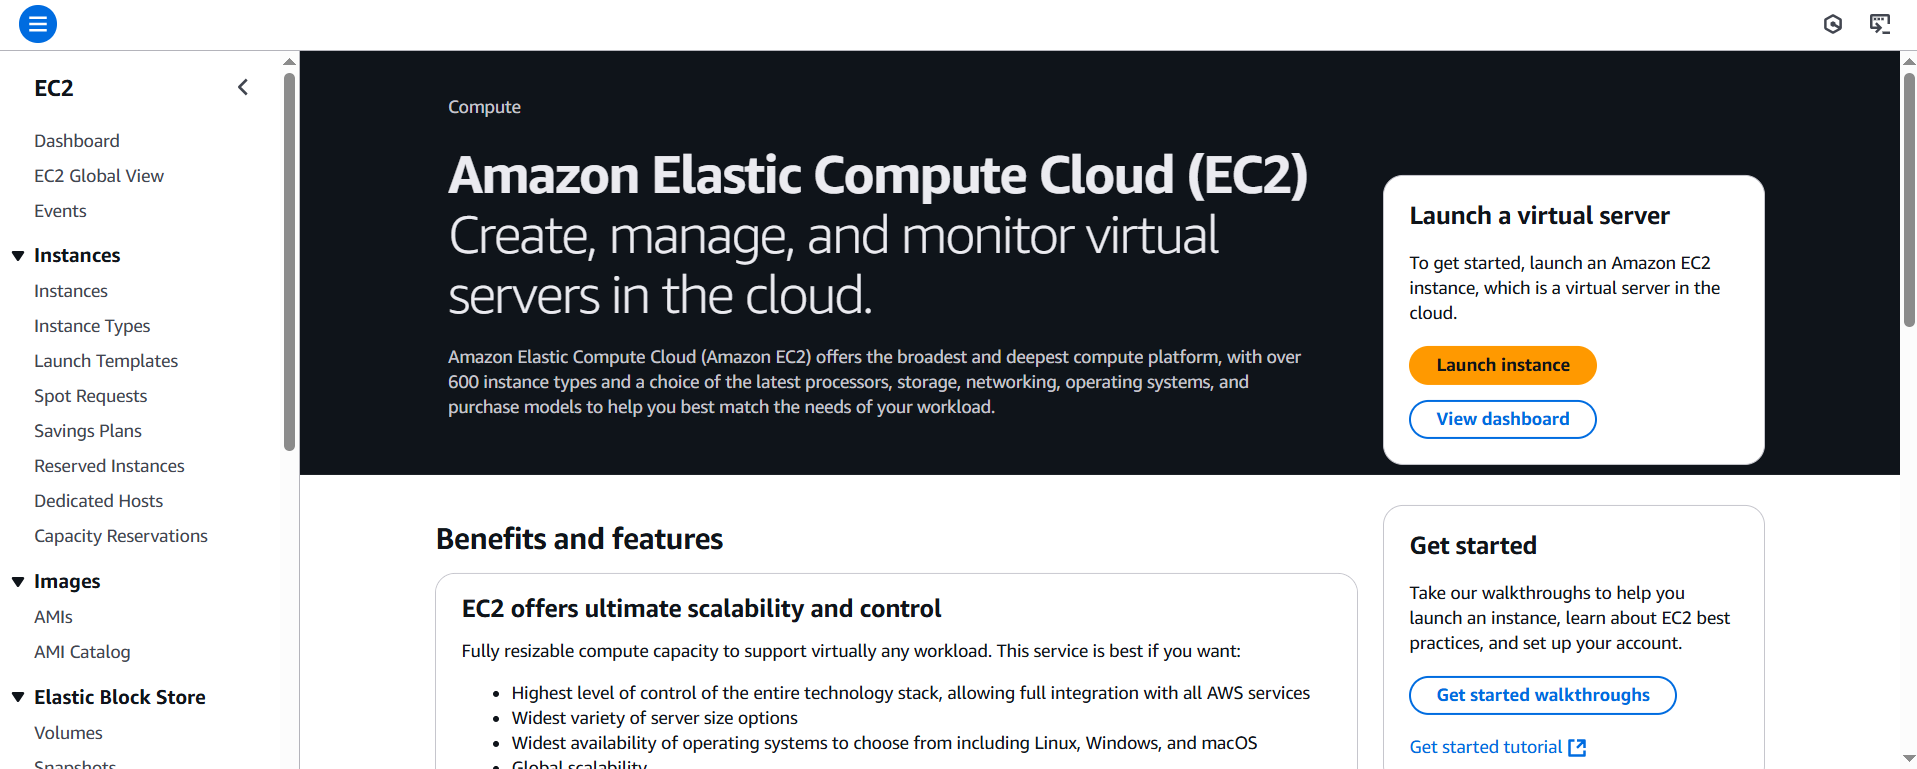 EC2
Dashboard
EC2 Global View
Events
Instances
Instances
Instance Types
Launch Templates
Spot Requests
Savings Plans
Reserved Instances
Dedicated Hosts
Capacity Reservations
Images
AMIs
AMI Catalog
Elastic Block Store
Volumes
Snapshots
Compute
Amazon Elastic Compute Cloud (EC2)
Create, manage, and monitor virtual
servers in the cloud.
Amazon Elastic Compute Cloud (Amazon EC2) offers the broadest and deepest compute platform, with over
600 instance types and a choice of the latest processors, storage, networking, operating systems, and
purchase models to help you best match the needs of your workload.
Launch a virtual server
To get started, launch an Amazon EC2
instance, which is a virtual server in the
cloud.
Launch instance
View dashboard
Benefits and features
EC2 offers ultimate scalability and control
Fully resizable compute capacity to support virtually any workload. This service is best if you want:
• Highest level of control of the entire technology stack, allowing full integration with all AWS services
• Widest variety of server size options
• Widest availability of operating systems to choose from including Linux, Windows, and macOS
• Global scalability
Get started
Take our walkthroughs to help you
launch an instance, learn about EC2 best
practices, and set up your account.
Get started walkthroughs
Get started tutorial